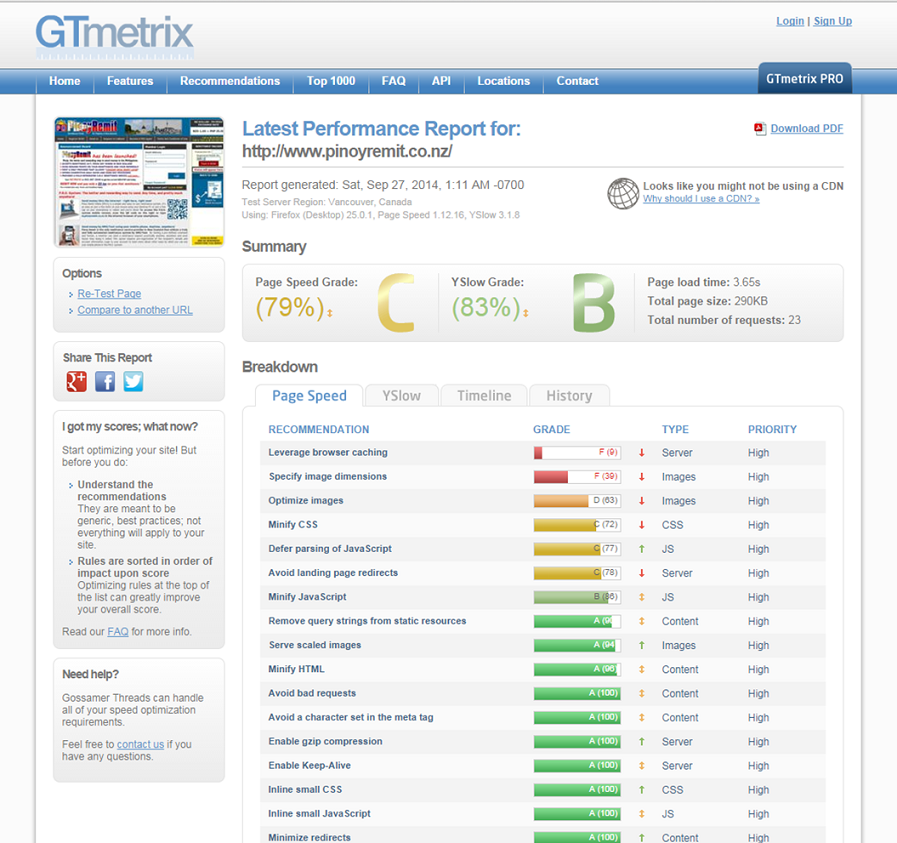 GTmetrix
Login | Sign Up
Home Features Recommendations Top 1000 FAQ API Locations Contact GTmetrix PRO
PinoyRemit
PinoyRemit has been launched!
Latest Performance Report for:
http://www.pinoyremit.co.nz/
Download PDF
Report generated: Sat, Sep 27, 2014, 1:11 AM -0700
Test Server Region: Vancouver, Canada
Using: Firefox (Desktop) 25.0.1, Page Speed 1.12.16, YSlow 3.1.8
Looks like you might not be using a CDN
Why should I use a CDN? »
Options
Re-Test Page
Compare to another URL
Share This Report
I got my scores; what now?
Start optimizing your site! But
before you do:
Understand the
recommendations
They are meant to be
generic, best practices; not
everything will apply to your
site.
Rules are sorted in order of
impact upon score
Optimizing rules at the top of
the list can greatly improve
your overall score.
Read our FAQ for more info.
Need help?
Gossamer Threads can handle
all of your speed optimization
requirements.
Feel free to contact us if you
have any questions.
Summary
Page Speed Grade:
(79%) C
YSlow Grade:
(83%) B
Page load time: 3.65s
Total page size: 290KB
Total number of requests: 23
Breakdown
Page Speed YSlow Timeline History
RECOMMENDATION GRADE TYPE PRIORITY
Leverage browser caching F (9) ↓ Server High
Specify image dimensions F (39) ↓ Images High
Optimize images D (63) ↓ Images High
Minify CSS C (72) ↓ CSS High
Defer parsing of JavaScript C (77) ↑ JS High
Avoid landing page redirects C (78) ↓ Server High
Minify JavaScript B (86) ↕ JS High
Remove query strings from static resources A ↕ Content High
Serve scaled images A (94 ↑ Images High
Minify HTML A (96) ↕ Content High
Avoid bad requests A (100) ↕ Content High
Avoid a character set in the meta tag A (100) ↕ Content High
Enable gzip compression A (100) ↑ Server High
Enable Keep-Alive A (100) ↕ Server High
Inline small CSS A (100) ↑ CSS High
Inline small JavaScript A (100) ↕ JS High
Minimize redirects A (100) ↑ Content High